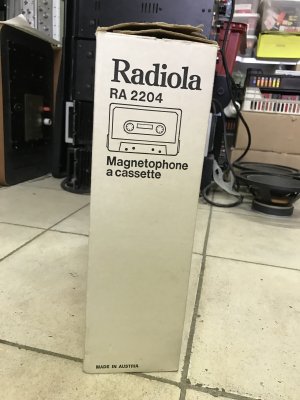 Radiola
RA 2204
Magnetophone
a cassette
MADE IN AUSTRIA